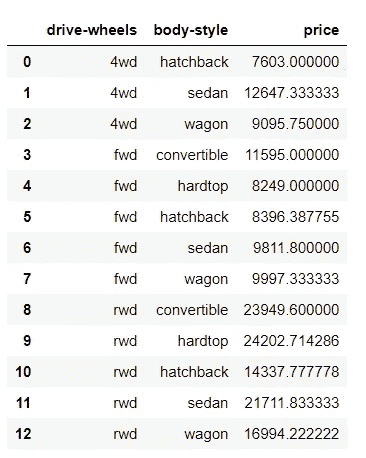 drive-wheels body-style price
0 4wd hatchback 7603.000000
1 4wd sedan 12647.333333
2 4wd wagon 9095.750000
3 fwd convertible 11595.000000
4 fwd hardtop 8249.000000
5 fwd hatchback 8396.387755
6 fwd sedan 9811.800000
7 fwd wagon 9997.333333
8 rwd convertible 23949.600000
9 rwd hardtop 24202.714286
10 rwd hatchback 14337.777778
11 rwd sedan 21711.833333
12 rwd wagon 16994.222222